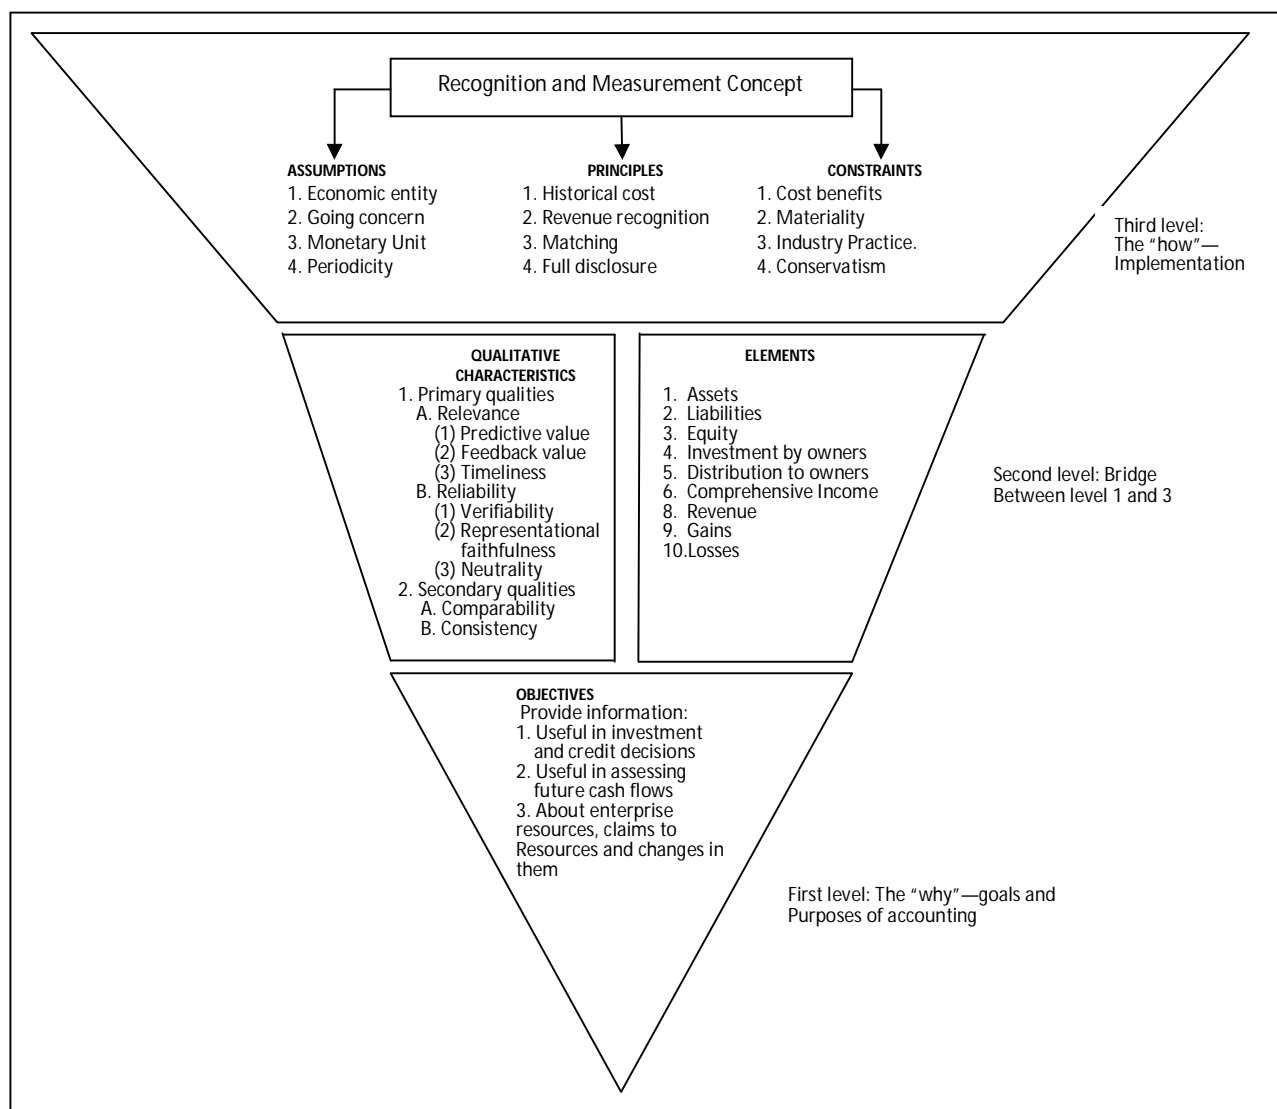 Recognition and Measurement Concept
ASSUMPTIONS
1. Economic entity
2. Going concern
3. Monetary Unit
4. Periodicity
PRINCIPLES
1. Historical cost
2. Revenue recognition
3. Matching
4. Full disclosure
CONSTRAINTS
1. Cost benefits
2. Materiality
3. Industry Practice.
4. Conservatism
Third level:
The "how"—
Implementation
QUALITATIVE
CHARACTERISTICS
1. Primary qualities
A. Relevance
(1) Predictive value
(2) Feedback value
(3) Timeliness
B. Reliability
(1) Verifiability
(2) Representational
faithfulness
(3) Neutrality
2. Secondary qualities
A. Comparability
B. Consistency
ELEMENTS
1. Assets
2. Liabilities
3. Equity
4. Investment by owners
5. Distribution to owners
6. Comprehensive Income
8. Revenue
9. Gains
10.Losses
Second level: Bridge
Between level 1 and 3
OBJECTIVES
Provide information:
1. Useful in investment
and credit decisions
2. Useful in assessing
future cash flows
3. About enterprise
resources, claims to
Resources and changes in
them
First level: The "why"—goals and
Purposes of accounting